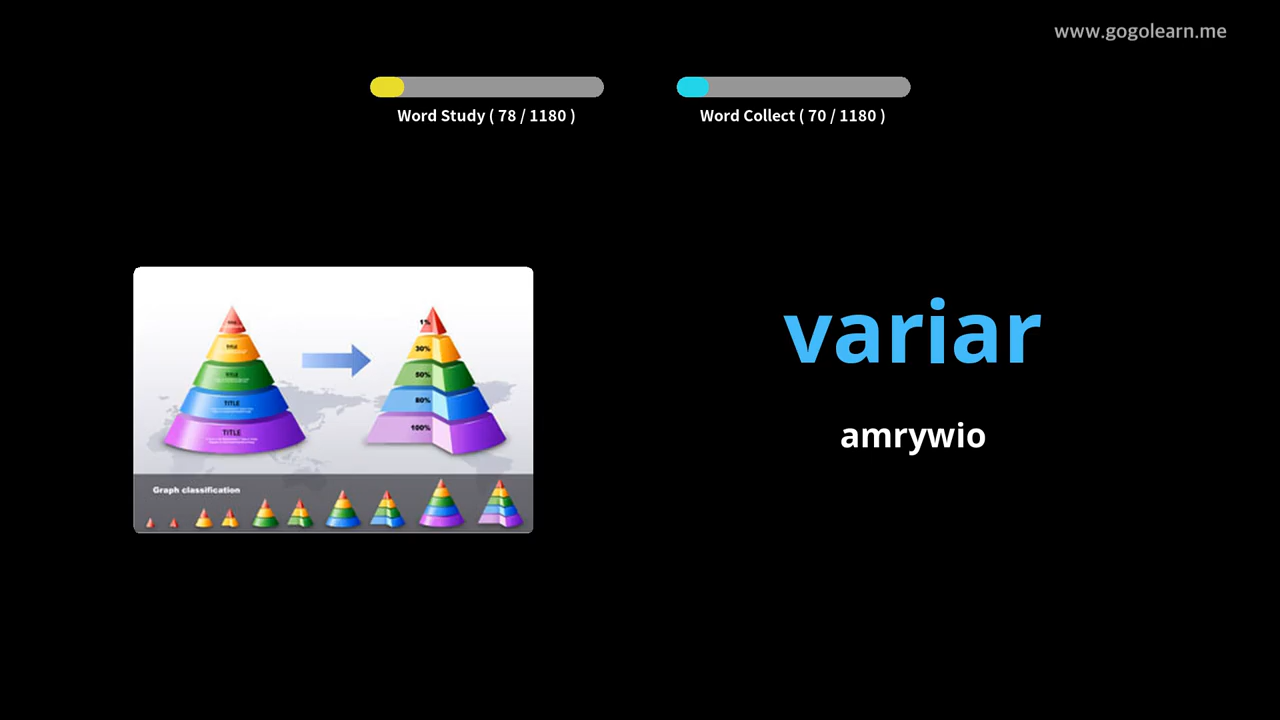 www.gogolearn.me
Word Study ( 78 / 1180 )
Word Collect ( 70 / 1180 )
variar
amrywio
TITLE
TITLE
TITLE
TITLE
1%
30%
50%
80%
100%
Graph classification